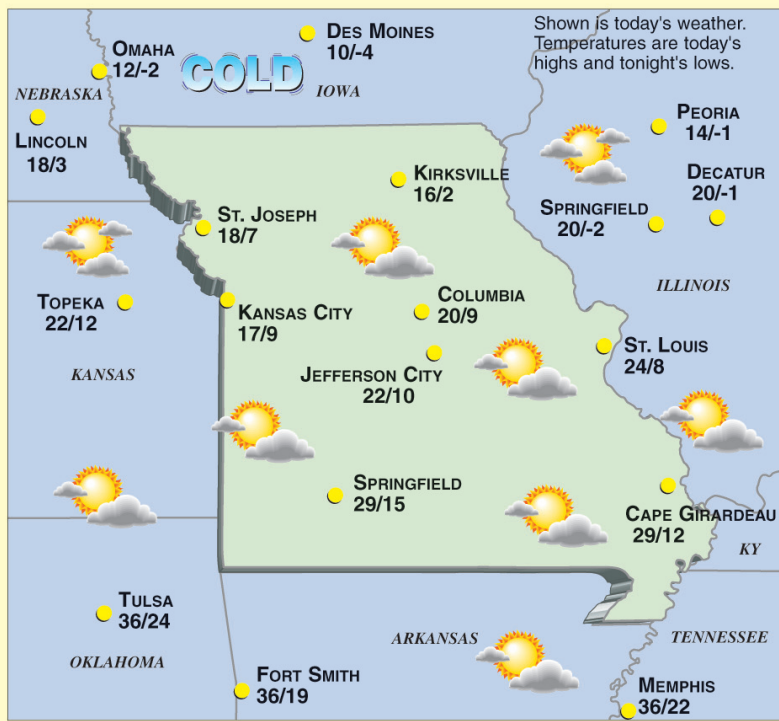 Shown is today's weather.
Temperatures are today's
highs and tonight's lows.
DES MOINES
10/-4
OMAHA
12/-2
COLD
IOWA
NEBRASKA
LINCOLN
18/3
PEORIA
14/-1
DECATUR
20/-1
SPRINGFIELD
20/-2
ILLINOIS
KIRKSVILLE
16/2
ST. JOSEPH
18/7
TOPEKA
22/12
KANSAS CITY
17/9
COLUMBIA
20/9
KANSAS
JEFFERSON CITY
22/10
ST. LOUIS
24/8
SPRINGFIELD
29/15
CAPE GIRARDEAU
29/12
KY
TULSA
36/24
OKLAHOMA
ARKANSAS
TENNESSEE
FORT SMITH
36/19
MEMPHIS
36/22